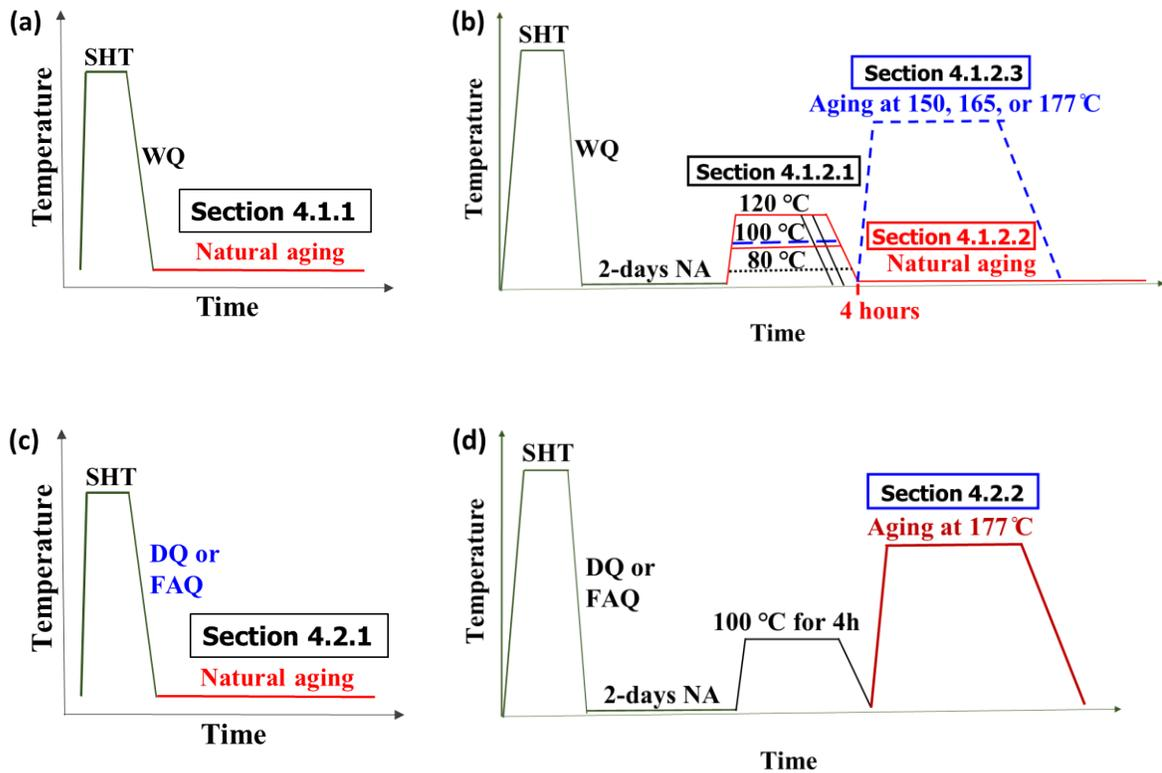 (a)
Temperature
SHT
WQ
Section 4.1.1
Natural aging
Time
(b)
Temperature
SHT
WQ
2-days NA
Section 4.1.2.1
120 °C
100 °C
80 °C
Section 4.1.2.3
Aging at 150, 165, or 177℃
Section 4.1.2.2
Natural aging
4 hours
Time
(c)
Temperature
SHT
DQ or
FAQ
Section 4.2.1
Natural aging
Time
(d)
Temperature
SHT
DQ or
FAQ
2-days NA
100 °C for 4h
Section 4.2.2
Aging at 177℃
Time